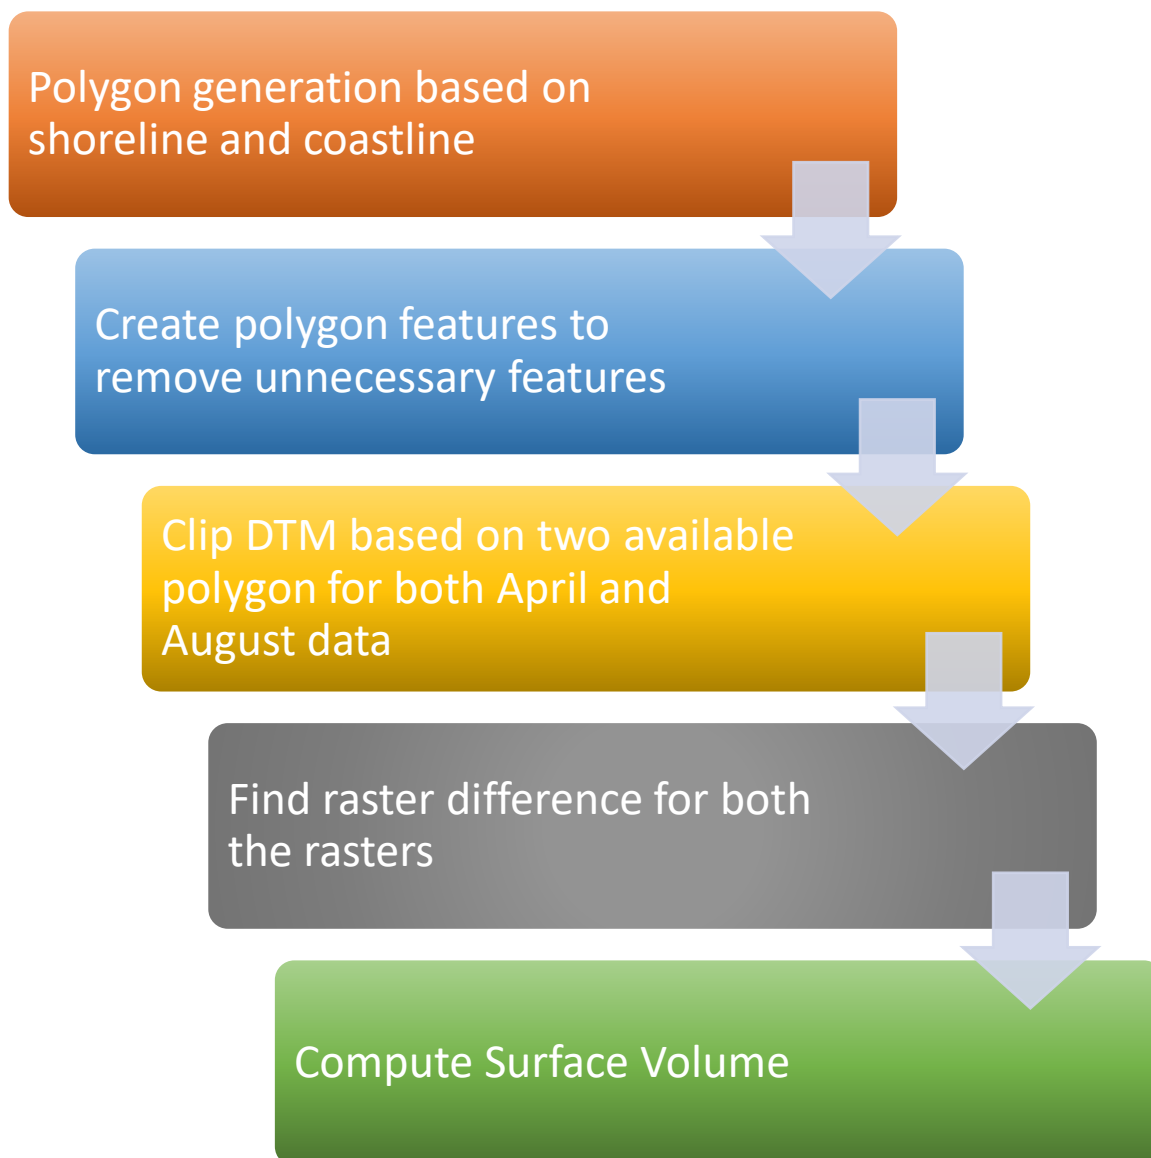 Polygon generation based on
shoreline and coastline
Create polygon features to
remove unnecessary features
Clip DTM based on two available
polygon for both April and
August data
Find raster difference for both
the rasters
Compute Surface Volume